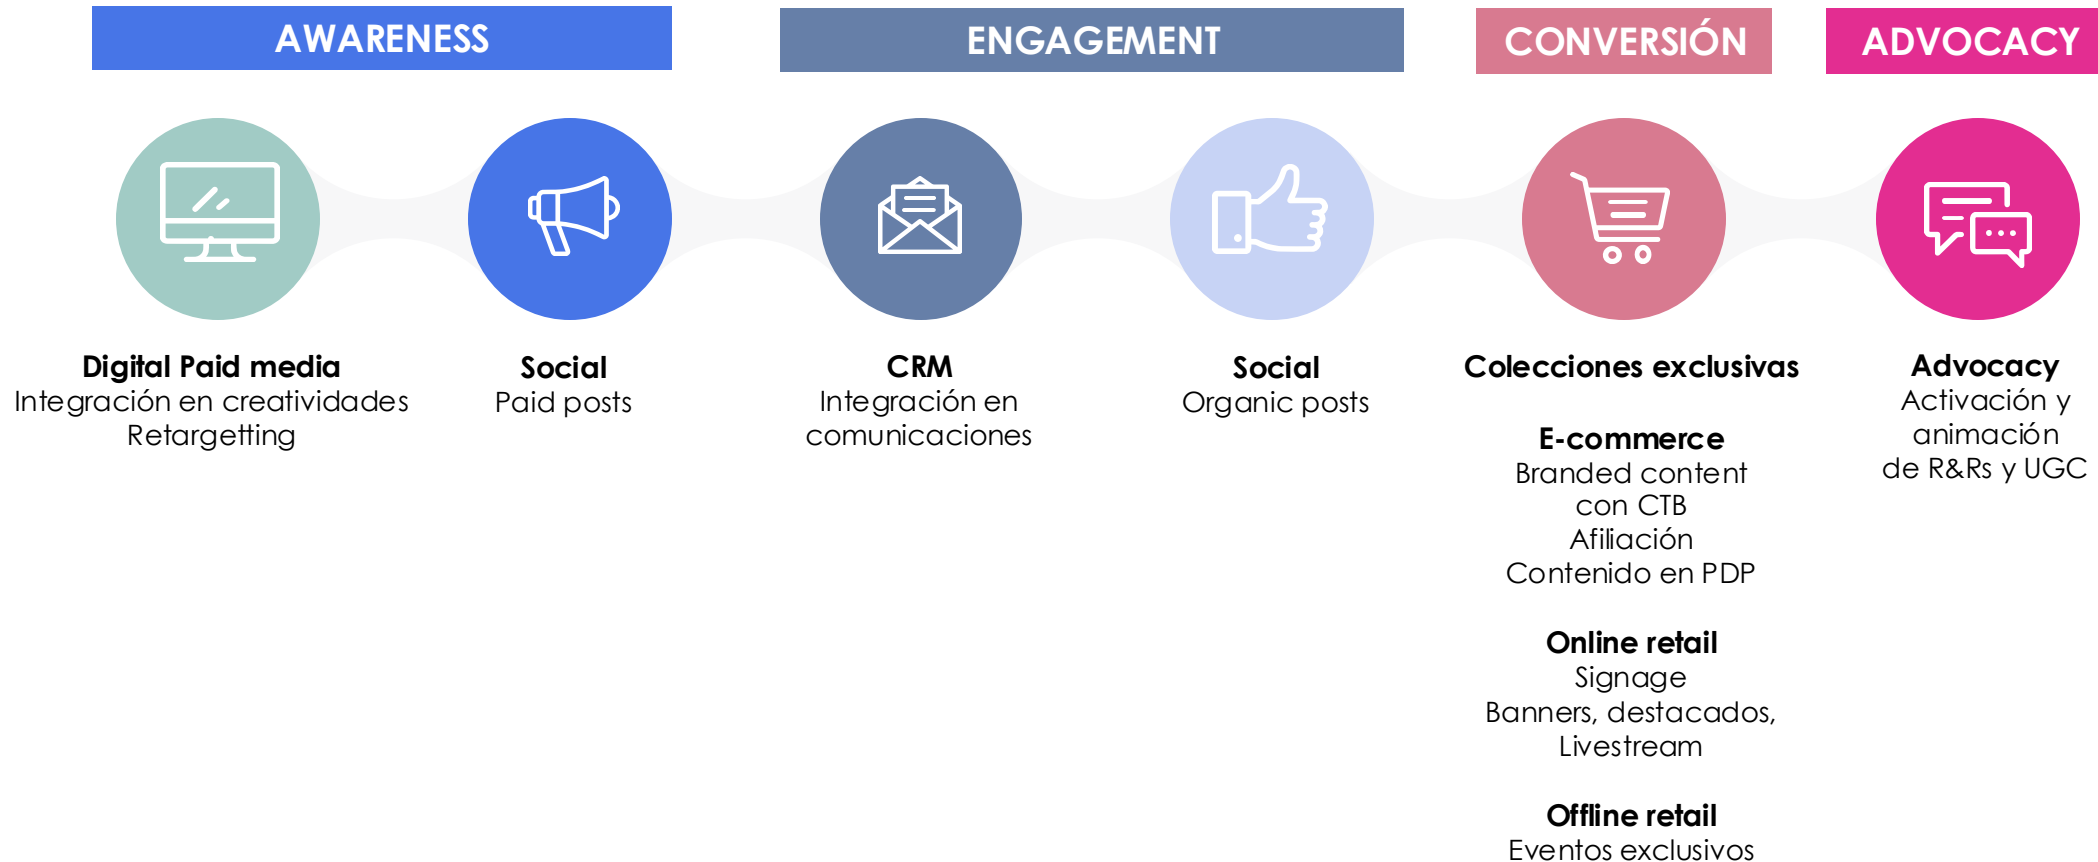 AWARENESS
ENGAGEMENT
CONVERSIÓN
ADVOCACY
Digital Paid media
Integración en creatividades
Retargetting
Social
Paid posts
CRM
Integración en
comunicaciones
Social
Organic posts
Colecciones exclusivas
E-commerce
Branded content
con CTB
Afiliación
Contenido en PDP
Online retail
Signage
Banners, destacados,
Livestream
Offline retail
Eventos exclusivos
Advocacy
Activación y
animación
de R&Rs y UGC